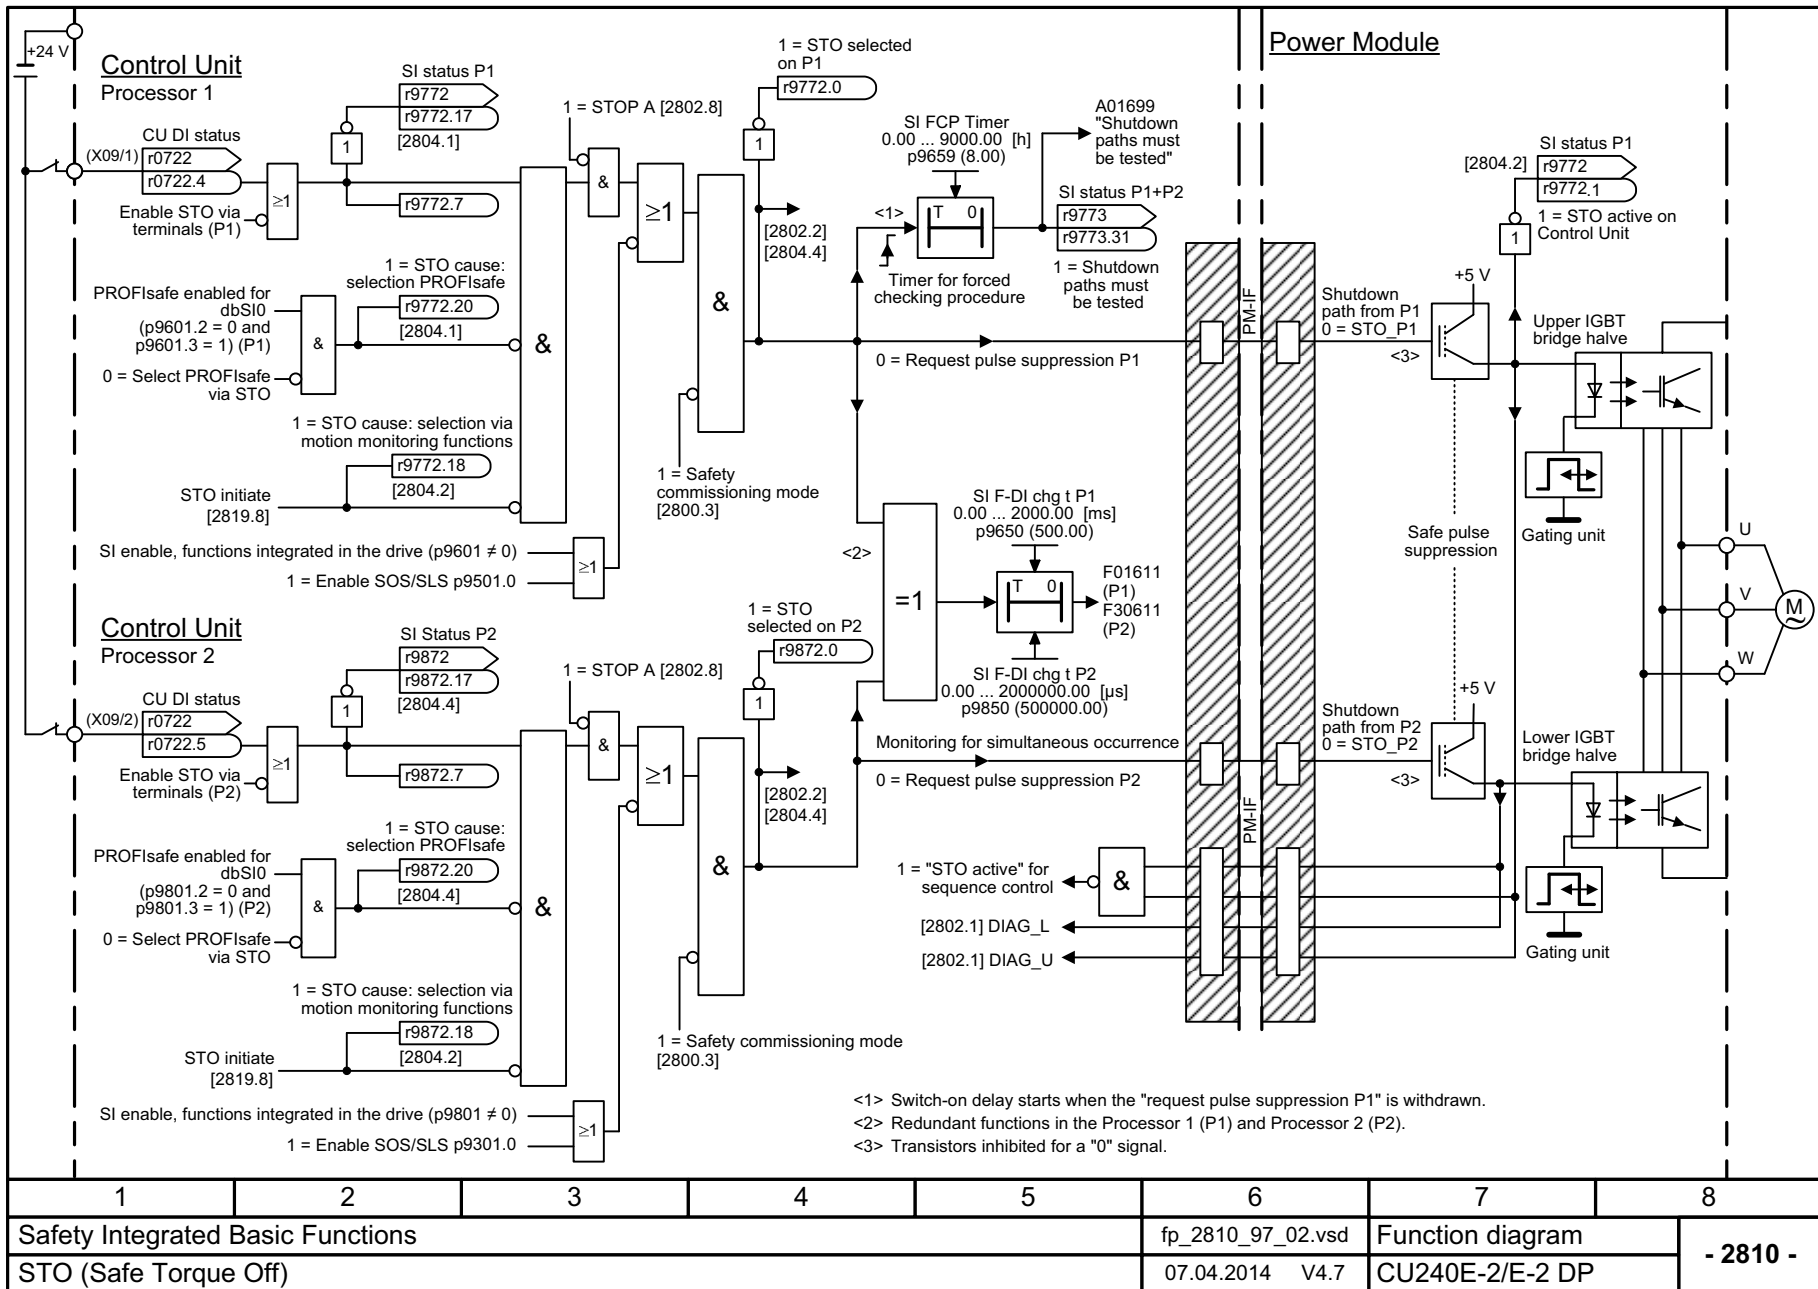 +24 V
Control Unit
Processor 1
CU DI status
(X09/1)
r0722
r0722.4
Enable STO via
terminals (P1)
≥1
SI status P1
r9772
r9772.17
[2804.1]
1
r9772.7
1 = STO cause:
selection PROFIsafe
r9772.20
[2804.1]
PROFIsafe enabled for
dbSI0
(p9601.2 = 0 and
p9601.3 = 1) (P1)
&
0 = Select PROFIsafe
via STO
1 = STO cause: selection via
motion monitoring functions
r9772.18
[2804.2]
STO initiate
[2819.8]
SI enable, functions integrated in the drive (p9601 ≠ 0)
1 = Enable SOS/SLS p9501.0
≥1
&
1 = STOP A [2802.8]
&
≥1
&
1 = STO selected
on P1
r9772.0
1
[2802.2]
[2804.4]
1 = Safety
commissioning mode
[2800.3]
SI FCP Timer
0.00 ... 9000.00 [h]
p9659 (8.00)
<1>
T 0
Timer for forced
checking procedure
A01699
"Shutdown
paths must
be tested"
SI status P1+P2
r9773
r9773.31
1 = Shutdown
paths must
be tested
0 = Request pulse suppression P1
<2>
=1
SI F-DI chg t P1
0.00 ... 2000.00 [ms]
p9650 (500.00)
T 0
F01611
(P1)
F30611
(P2)
SI F-DI chg t P2
0.00 ... 2000000.00 [µs]
p9850 (500000.00)
Monitoring for simultaneous occurrence
0 = Request pulse suppression P2
PM-IF
PM-IF
Power Module
Shutdown
path from P1
0 = STO_P1
<3>
+5 V
[2804.2]
SI status P1
r9772
r9772.1
1 = STO active on
Control Unit
1
Upper IGBT
bridge halve
Gating unit
Safe pulse
suppression
U
V
W
M
~
Shutdown
path from P2
0 = STO_P2
<3>
+5 V
Lower IGBT
bridge halve
Gating unit
1 = "STO active" for
sequence control
&
[2802.1] DIAG_L
[2802.1] DIAG_U
Control Unit
Processor 2
CU DI status
(X09/2)
r0722
r0722.5
Enable STO via
terminals (P2)
≥1
SI Status P2
r9872
r9872.17
[2804.4]
1
r9872.7
1 = STO cause:
selection PROFIsafe
r9872.20
[2804.4]
PROFIsafe enabled for
dbSI0
(p9801.2 = 0 and
p9801.3 = 1) (P2)
&
0 = Select PROFIsafe
via STO
1 = STO cause: selection via
motion monitoring functions
r9872.18
[2804.2]
STO initiate
[2819.8]
SI enable, functions integrated in the drive (p9801 ≠ 0)
1 = Enable SOS/SLS p9301.0
≥1
&
1 = STOP A [2802.8]
&
≥1
&
1 = STO
selected on P2
r9872.0
1
[2802.2]
[2804.4]
1 = Safety commissioning mode
[2800.3]
<1> Switch-on delay starts when the "request pulse suppression P1" is withdrawn.
<2> Redundant functions in the Processor 1 (P1) and Processor 2 (P2).
<3> Transistors inhibited for a "0" signal.
1 2 3 4 5 6 7 8
Safety Integrated Basic Functions
fp_2810_97_02.vsd
Function diagram
- 2810 -
STO (Safe Torque Off)
07.04.2014 V4.7
CU240E-2/E-2 DP